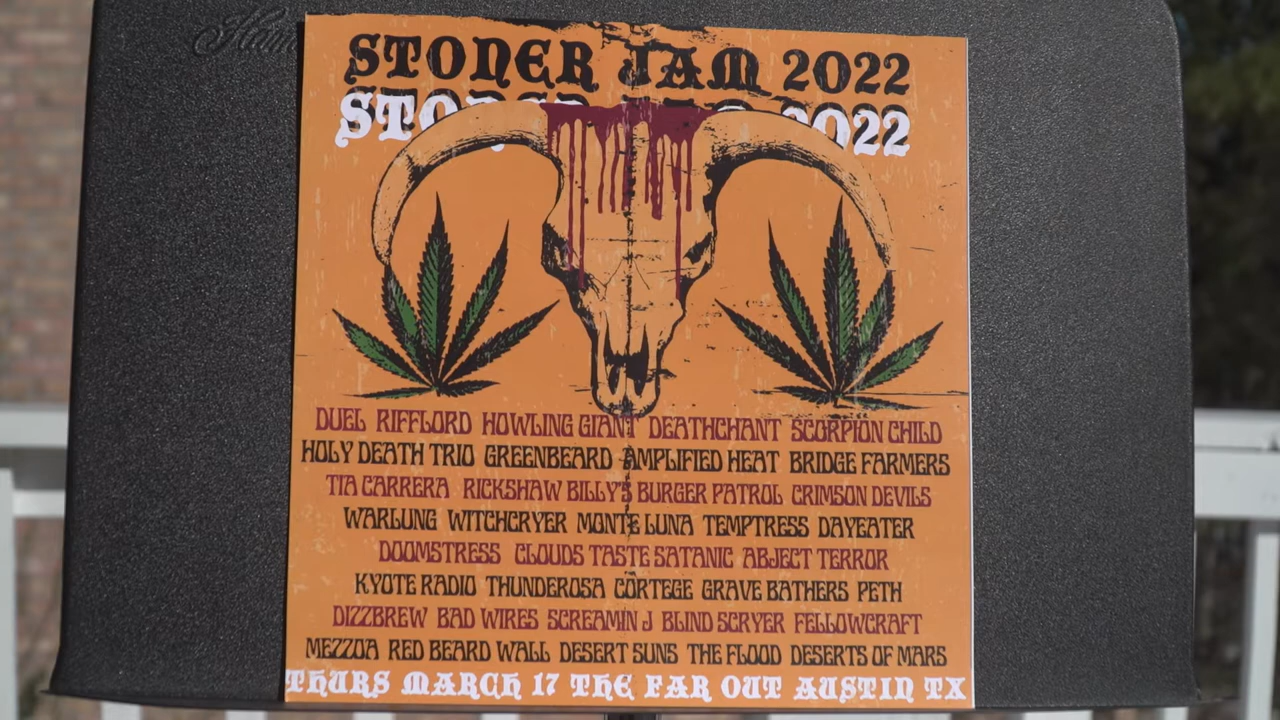 STONER JAM 2022
2022
DUEL RIFFLORD HOWLING GIANT DEATHCHANT SCORPION CHILD
HOLY DEATH TRIO GREENBEARD AMPLIFIED HEAT BRIDGE FARMERS
TIA CARRERA RICKSHAW BILLY'S BURGER PATROL CRIMSON DEVILS
WARLUNG WITCHCRYER MONTE LUNA TEMPTRESS DAYEATER
DOOMSTRESS CLOUDS TASTE SATANIC ABJECT TERROR
KYOTE RADIO THUNDEROSA CORTEGE GRAVE BATHERS PETH
DIZZBREW BAD WIRES SCREAMIN J BLIND SCRYER FELLOWCRAFT
MEZZOA RED BEARD WALL DESERT SUNS THE FLOOD DESERTS OF MARS
THURS MARCH 17 THE FAR OUT AUSTIN TX